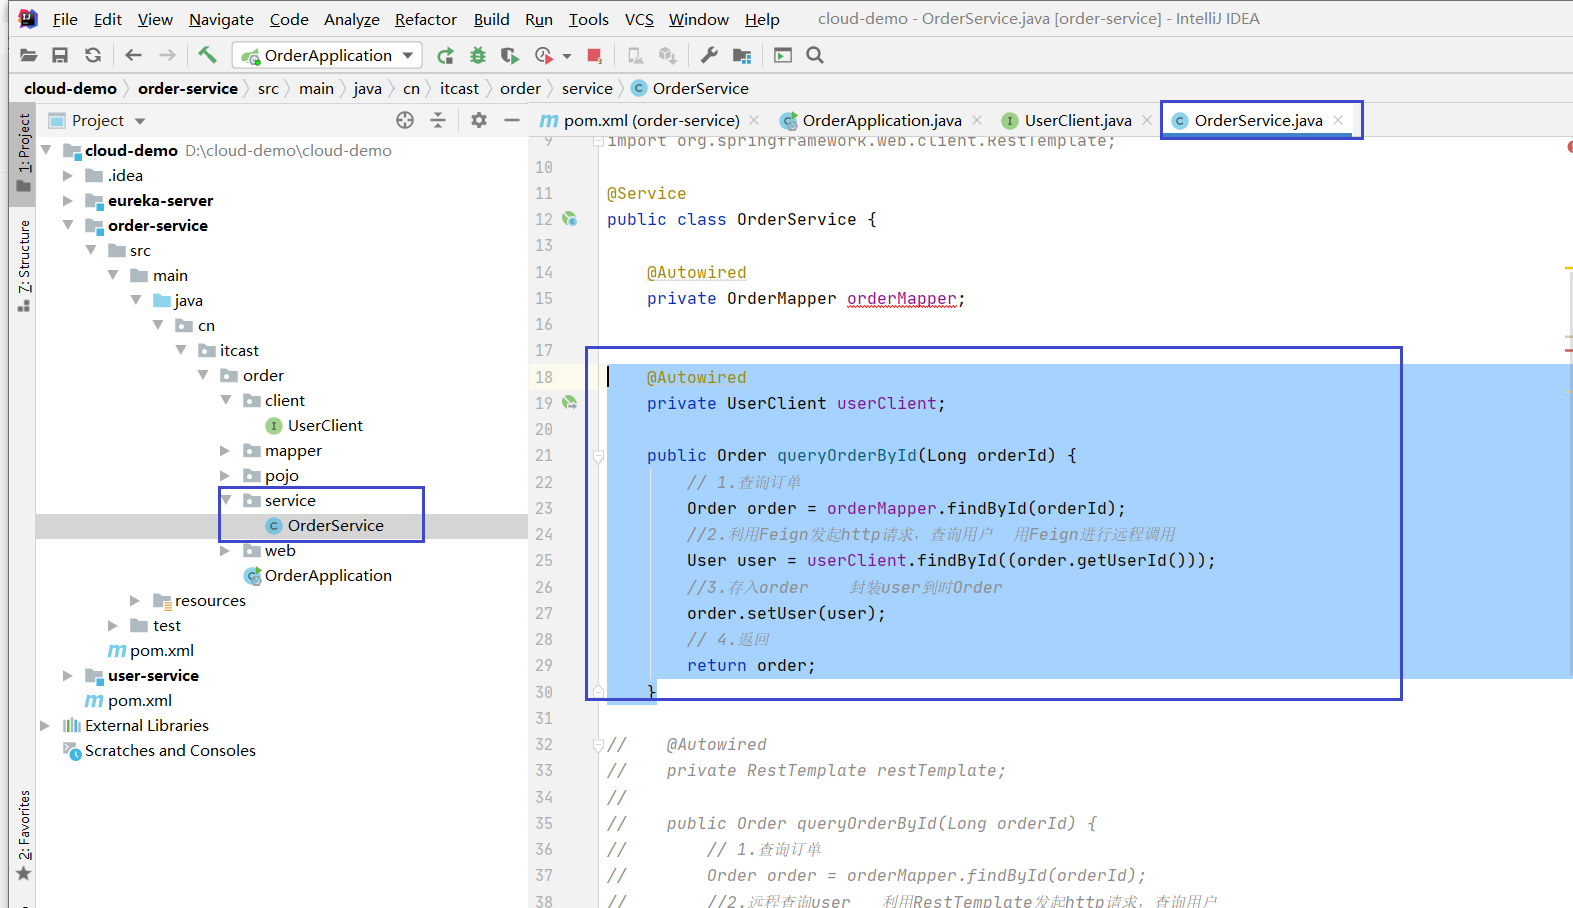 File Edit View Navigate Code Analyze Refactor Build Run Tools VCS Window Help cloud-demo - OrderService.java [order-service] - IntelliJ IDEA
OrderApplication
cloud-demo order-service src main java cn itcast order service OrderService
Project
pom.xml (order-service) OrderApplication.java UserClient.java OrderService.java
1: Project
7: Structure
2: Favorites
cloud-demo D:\cloud-demo\cloud-demo
.idea
eureka-server
order-service
src
main
java
cn
itcast
order
client
UserClient
mapper
pojo
service
OrderService
web
OrderApplication
resources
test
pom.xml
user-service
pom.xml
External Libraries
Scratches and Consoles
9 import org.springframework.web.client.RestTemplate;
10
11 @Service
12 public class OrderService {
13
14 @Autowired
15 private OrderMapper orderMapper;
16
17
18 @Autowired
19 private UserClient userClient;
20
21 public Order queryOrderById(Long orderId) {
22 // 1.查询订单
23 Order order = orderMapper.findById(orderId);
24 //2.利用Feign发起http请求，查询用户 用Feign进行远程调用
25 User user = userClient.findById((order.getUserId()));
26 //3.存入order 封装user到时Order
27 order.setUser(user);
28 // 4.返回
29 return order;
30 }
31
32 // @Autowired
33 // private RestTemplate restTemplate;
34 //
35 // public Order queryOrderById(Long orderId) {
36 // // 1.查询订单
37 // Order order = orderMapper.findById(orderId);
38 // //2.远程查询user 利用RestTemplate发起http请求，查询用户